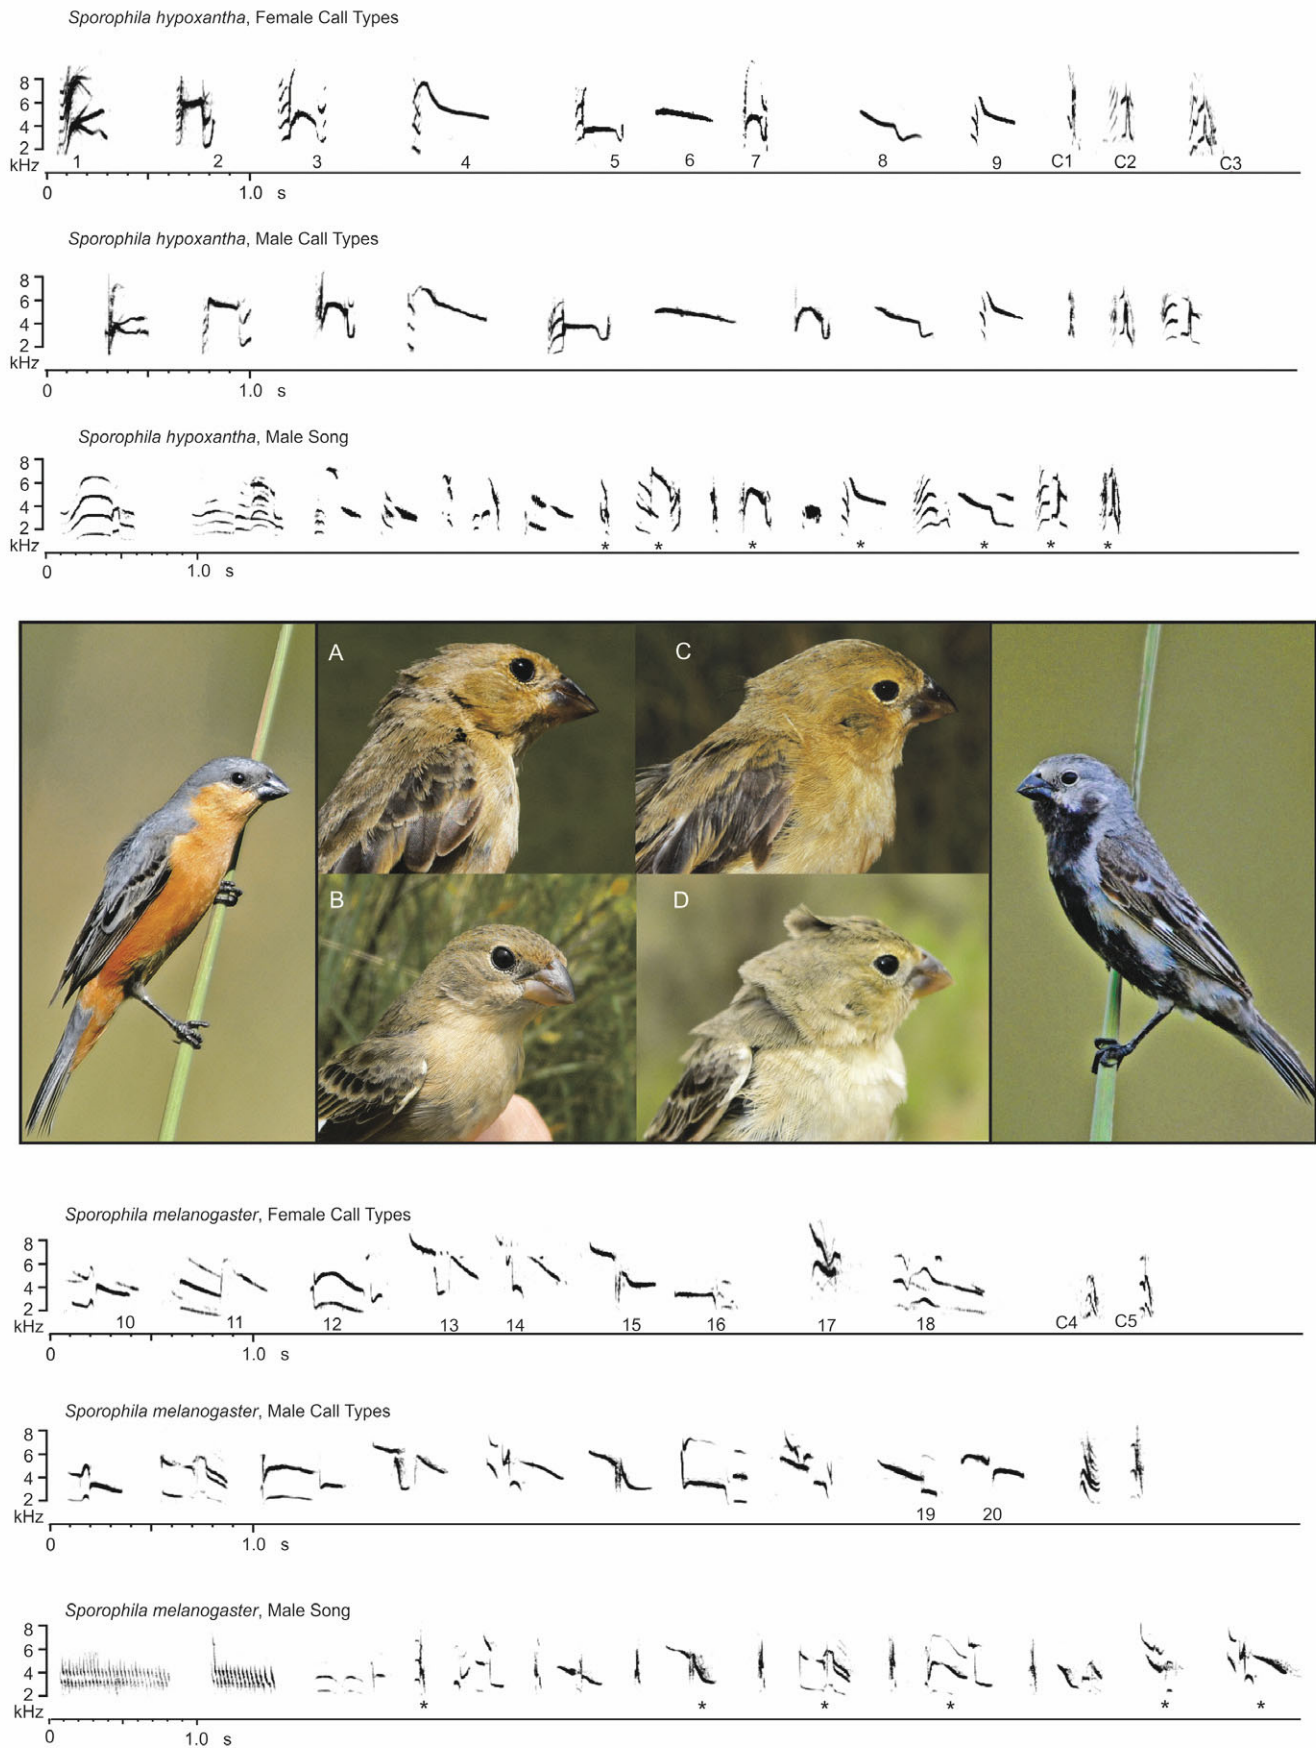 Sporophila hypoxantha, Female Call Types
8
6
4
2
kHz
1 2 3 4 5 6 7 8 9 C1 C2 C3
0 1.0 s
Sporophila hypoxantha, Male Call Types
8
6
4
2
kHz
0 1.0 s
Sporophila hypoxantha, Male Song
8
6
4
2
kHz
* * * * * * *
0 1.0 s
A C
B D
Sporophila melanogaster, Female Call Types
8
6
4
2
kHz
10 11 12 13 14 15 16 17 18 C4 C5
0 1.0 s
Sporophila melanogaster, Male Call Types
8
6
4
2
kHz
19 20
0 1.0 s
Sporophila melanogaster, Male Song
8
6
4
2
kHz
* * * * * *
0 1.0 s